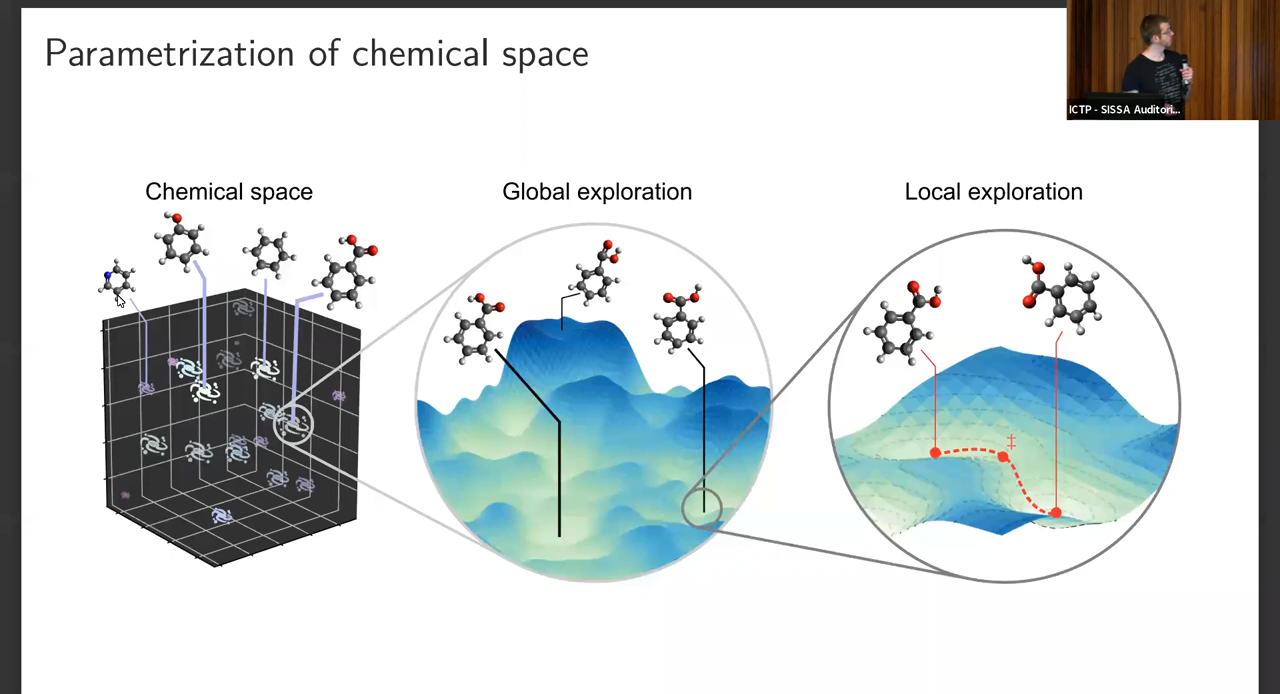 Parametrization of chemical space
ICTP - SISSA Auditori...
Chemical space
Global exploration
Local exploration
‡